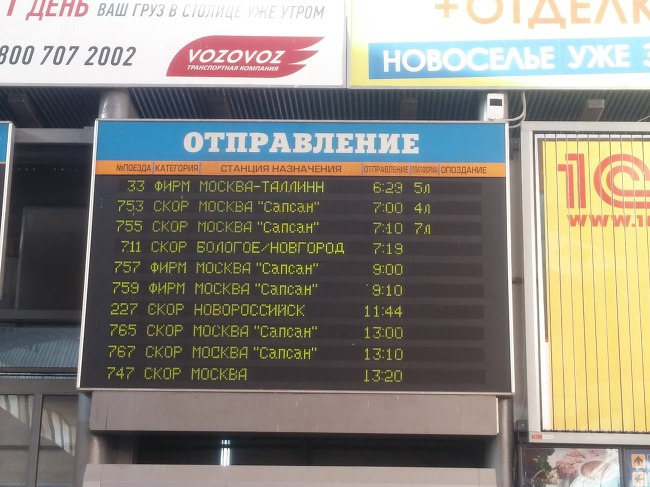 1 ДЕНЬ ВАШ ГРУЗ В СТОЛИЦЕ УЖЕ УТРОМ
800 707 2002
VOZOVOZ
ТРАНСПОРТНАЯ КОМПАНИЯ
+ОТДЕЛК
НОВОСЕЛЬЕ УЖЕ
ОТПРАВЛЕНИЕ
№ПОЕЗДА КАТЕГОРИЯ СТАНЦИЯ НАЗНАЧЕНИЯ ОТПРАВЛЕНИЕ ПЛАТФОРМА ОПОЗДАНИЕ
33 ФИРМ МОСКВА-ТАЛЛИНН 6:29 5л
753 СКОР МОСКВА "Сапсан" 7:00 4л
755 СКОР МОСКВА "Сапсан" 7:10 7л
711 СКОР БОЛОГОЕ/НОВГОРОД 7:19
757 ФИРМ МОСКВА "Сапсан" 9:00
759 ФИРМ МОСКВА "Сапсан" 9:10
227 СКОР НОВОРОССИЙСК 11:44
765 СКОР МОСКВА "Сапсан" 13:00
767 СКОР МОСКВА "Сапсан" 13:10
747 СКОР МОСКВА 13:20
1С
www.1c